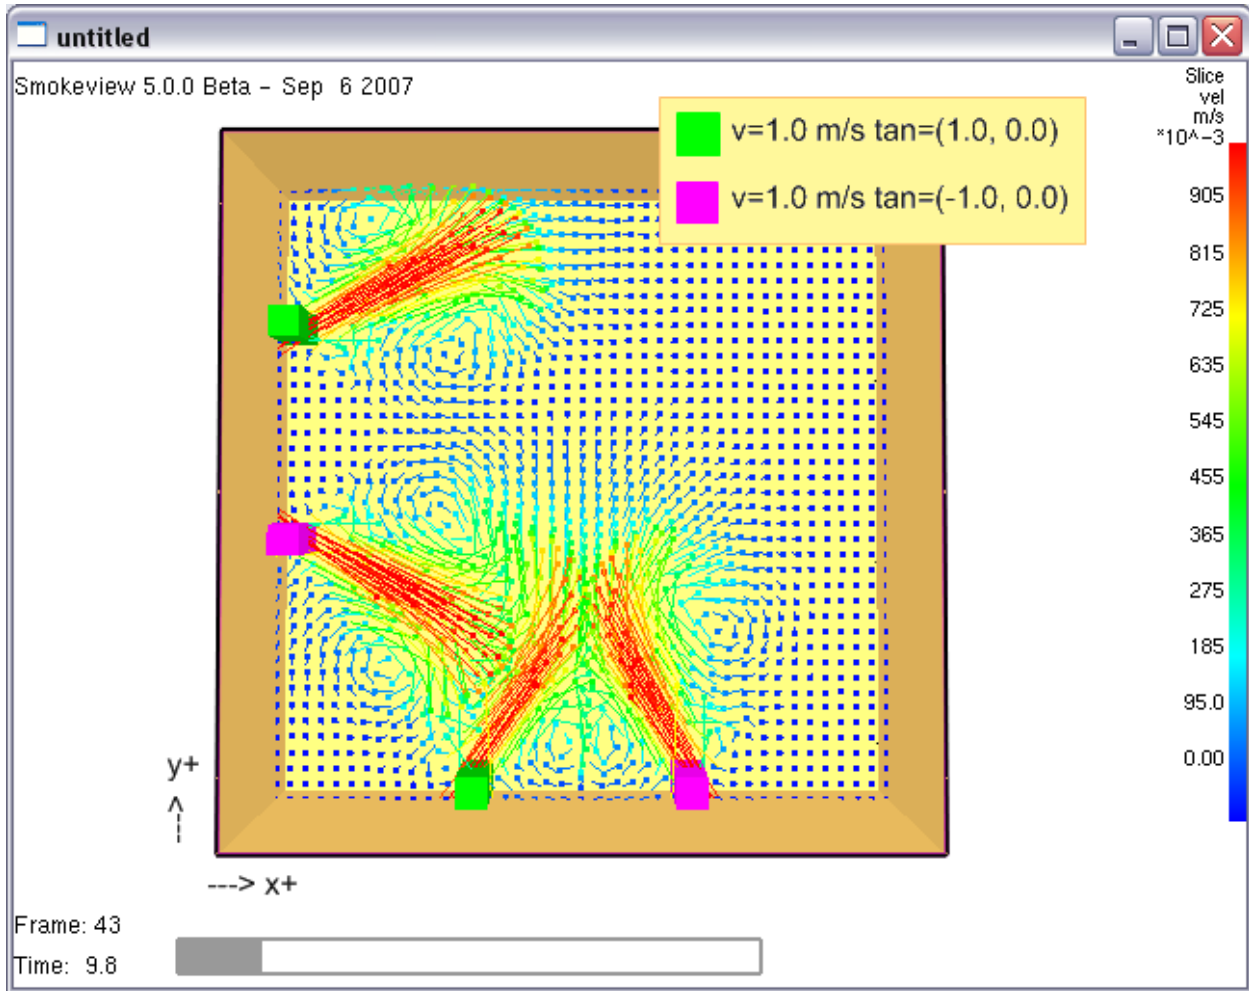 untitled
Smokeview 5.0.0 Beta – Sep 6 2007
v=1.0 m/s tan=(1.0, 0.0)
v=1.0 m/s tan=(-1.0, 0.0)
Slice
vel
m/s
*10^-3
905
815
725
635
545
455
365
275
185
95.0
0.00
y+
---> x+
Frame: 43
Time: 9.8